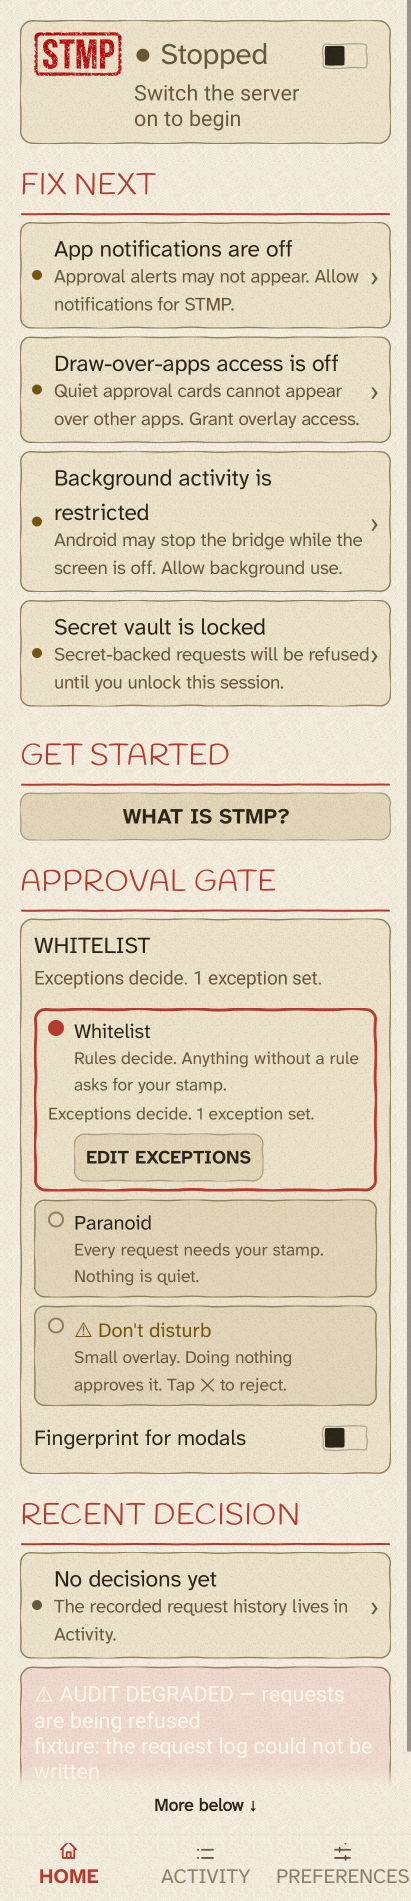 STMP
● Stopped
Switch the server
on to begin
FIX NEXT
App notifications are off
Approval alerts may not appear. Allow
notifications for STMP.
Draw-over-apps access is off
Quiet approval cards cannot appear
over other apps. Grant overlay access.
Background activity is
restricted
Android may stop the bridge while the
screen is off. Allow background use.
Secret vault is locked
Secret-backed requests will be refused
until you unlock this session.
GET STARTED
WHAT IS STMP?
APPROVAL GATE
WHITELIST
Exceptions decide. 1 exception set.
Whitelist
Rules decide. Anything without a rule
asks for your stamp.
Exceptions decide. 1 exception set.
EDIT EXCEPTIONS
Paranoid
Every request needs your stamp.
Nothing is quiet.
⚠ Don't disturb
Small overlay. Doing nothing
approves it. Tap ✕ to reject.
Fingerprint for modals
RECENT DECISION
No decisions yet
The recorded request history lives in
Activity.
⚠ AUDIT DEGRADED — requests
are being refused
fixture: the request log could not be
written
More below ↓
HOME
ACTIVITY
PREFERENCES